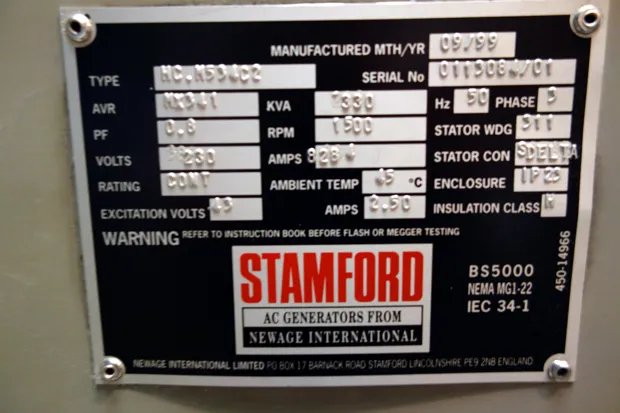 MANUFACTURED MTH/YR 09/99
TYPE HC.M534C2 SERIAL No 0113084/01
AVR MX341 KVA 330 Hz 50 PHASE 3
PF 0.8 RPM 1500 STATOR WDG 311
VOLTS 230 AMPS 828.4 STATOR CON SDELTA
RATING CONT AMBIENT TEMP 45 °C ENCLOSURE IP23
EXCITATION VOLTS 43 AMPS 2.50 INSULATION CLASS H
WARNING REFER TO INSTRUCTION BOOK BEFORE FLASH OR MEGGER TESTING
STAMFORD
AC GENERATORS FROM
NEWAGE INTERNATIONAL
BS5000
NEMA MG1-22
IEC 34-1
450-14966
NEWAGE INTERNATIONAL LIMITED PO BOX 17 BARNACK ROAD STAMFORD LINCOLNSHIRE PE9 2NB ENGLAND